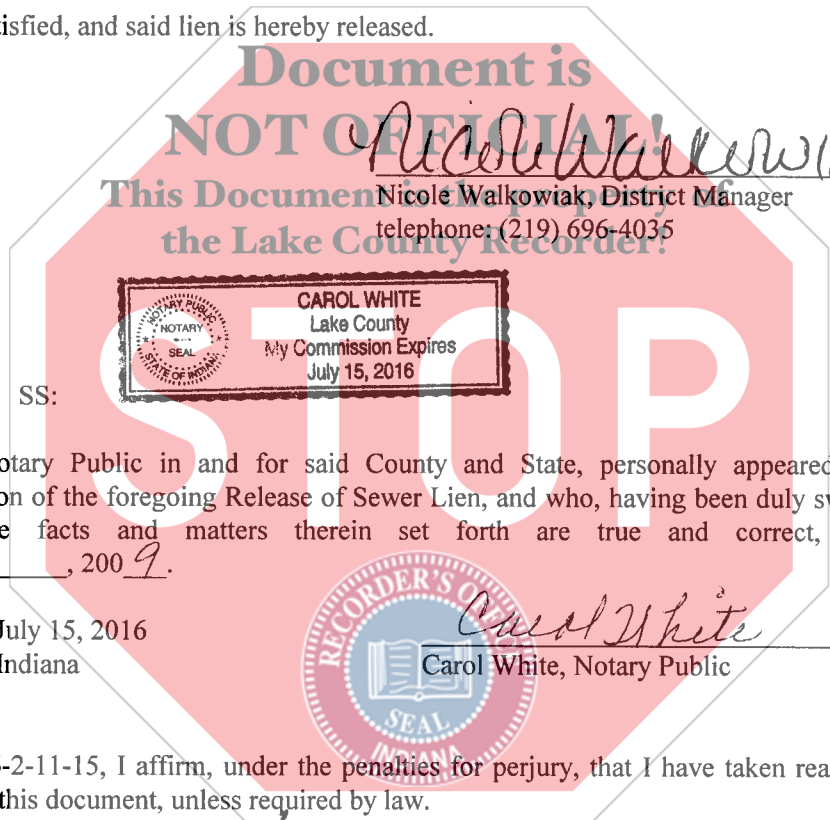 tisfied, and said lien is hereby released.
Document is
NOT OFFICIAL!
Nicole Walkowi
This Document is the property of
Nicole Walkowiak, District Manager
telephone: (219) 696-4035
the Lake County Recorder!
CAROL WHITE
Lake County
My Commission Expires
July 15, 2016
NOTARY PUBLIC
NOTARY
SEAL
STATE OF INDIANA
STOP
SS:
otary Public in and for said County and State, personally appeared
on of the foregoing Release of Sewer Lien, and who, having been duly sw
e facts and matters therein set forth are true and correct,
, 2009.
RECORDER'S OFFICE
SEAL
INDIANA
July 15, 2016
Indiana
Carol White
Carol White, Notary Public
-2-11-15, I affirm, under the penalties for perjury, that I have taken rea
this document, unless required by law.